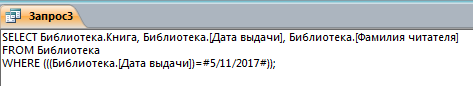 Запрос3
SELECT Библиотека.Книга, Библиотека.[Дата выдачи], Библиотека.[Фамилия читателя]
FROM Библиотека
WHERE (((Библиотека.[Дата выдачи])=#5/11/2017#));